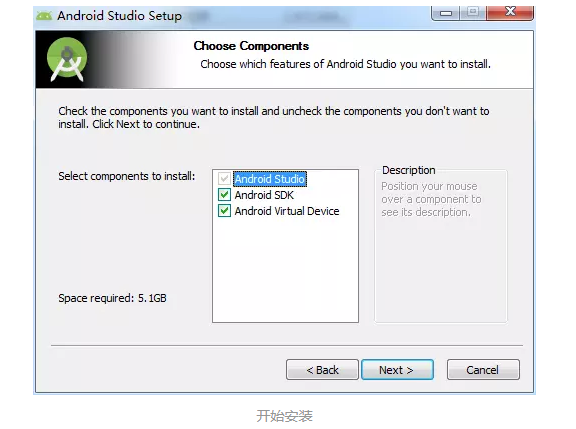 Android Studio Setup
Choose Components
Choose which features of Android Studio you want to install.
Check the components you want to install and uncheck the components you don't want to
install. Click Next to continue.
Select components to install:
Android Studio
Android SDK
Android Virtual Device
Description
Position your mouse
over a component to
see its description.
Space required: 5.1GB
< Back
Next >
Cancel
开始安装